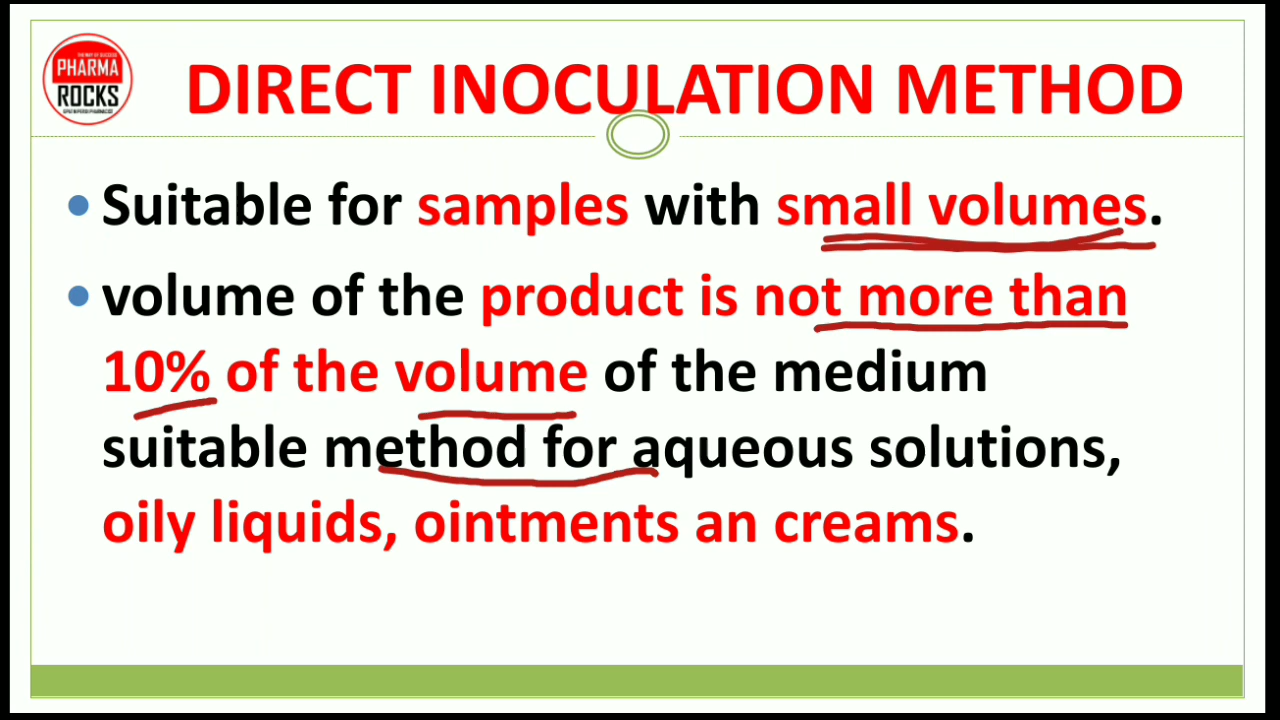 PHARMA
ROCKS
DIRECT INOCULATION METHOD
• Suitable for samples with small volumes.
• volume of the product is not more than
10% of the volume of the medium
suitable method for aqueous solutions,
oily liquids, ointments an creams.